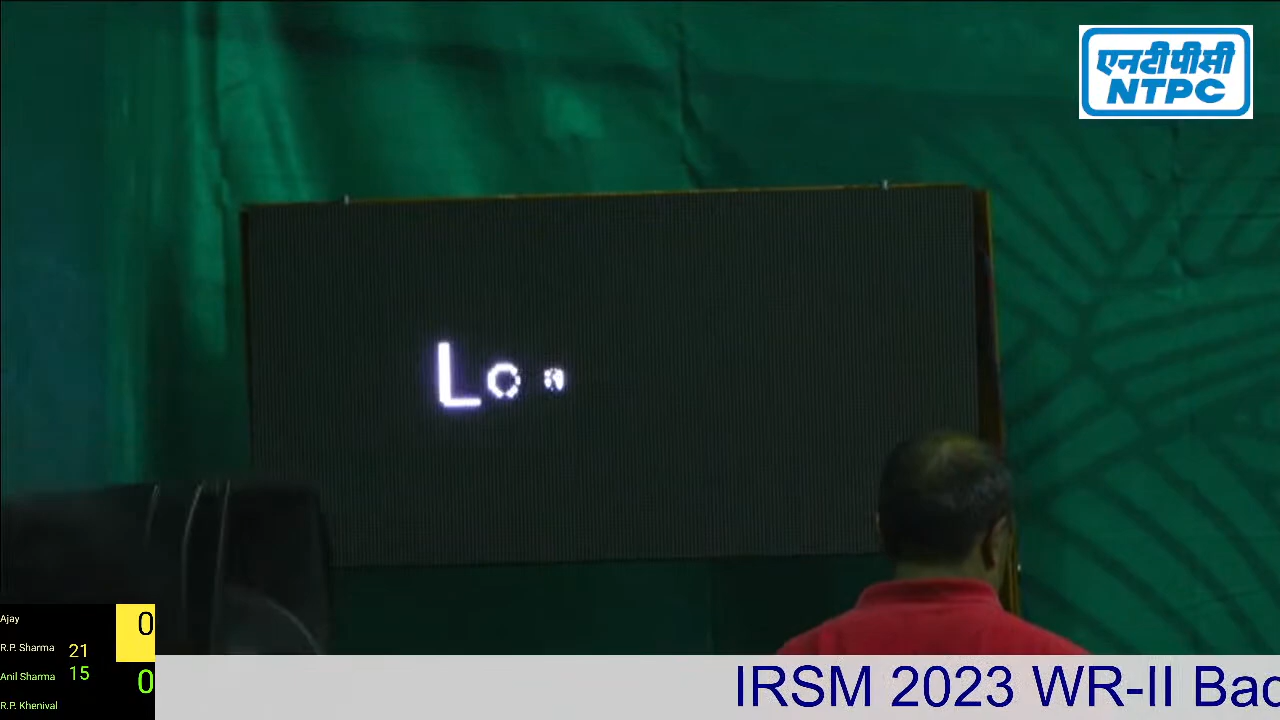 एनटीपीसी
NTPC
Lo
Ajay
0
R.P. Sharma 21
Anil Sharma 15
0
R.P. Khenival
IRSM 2023 WR-II Bad